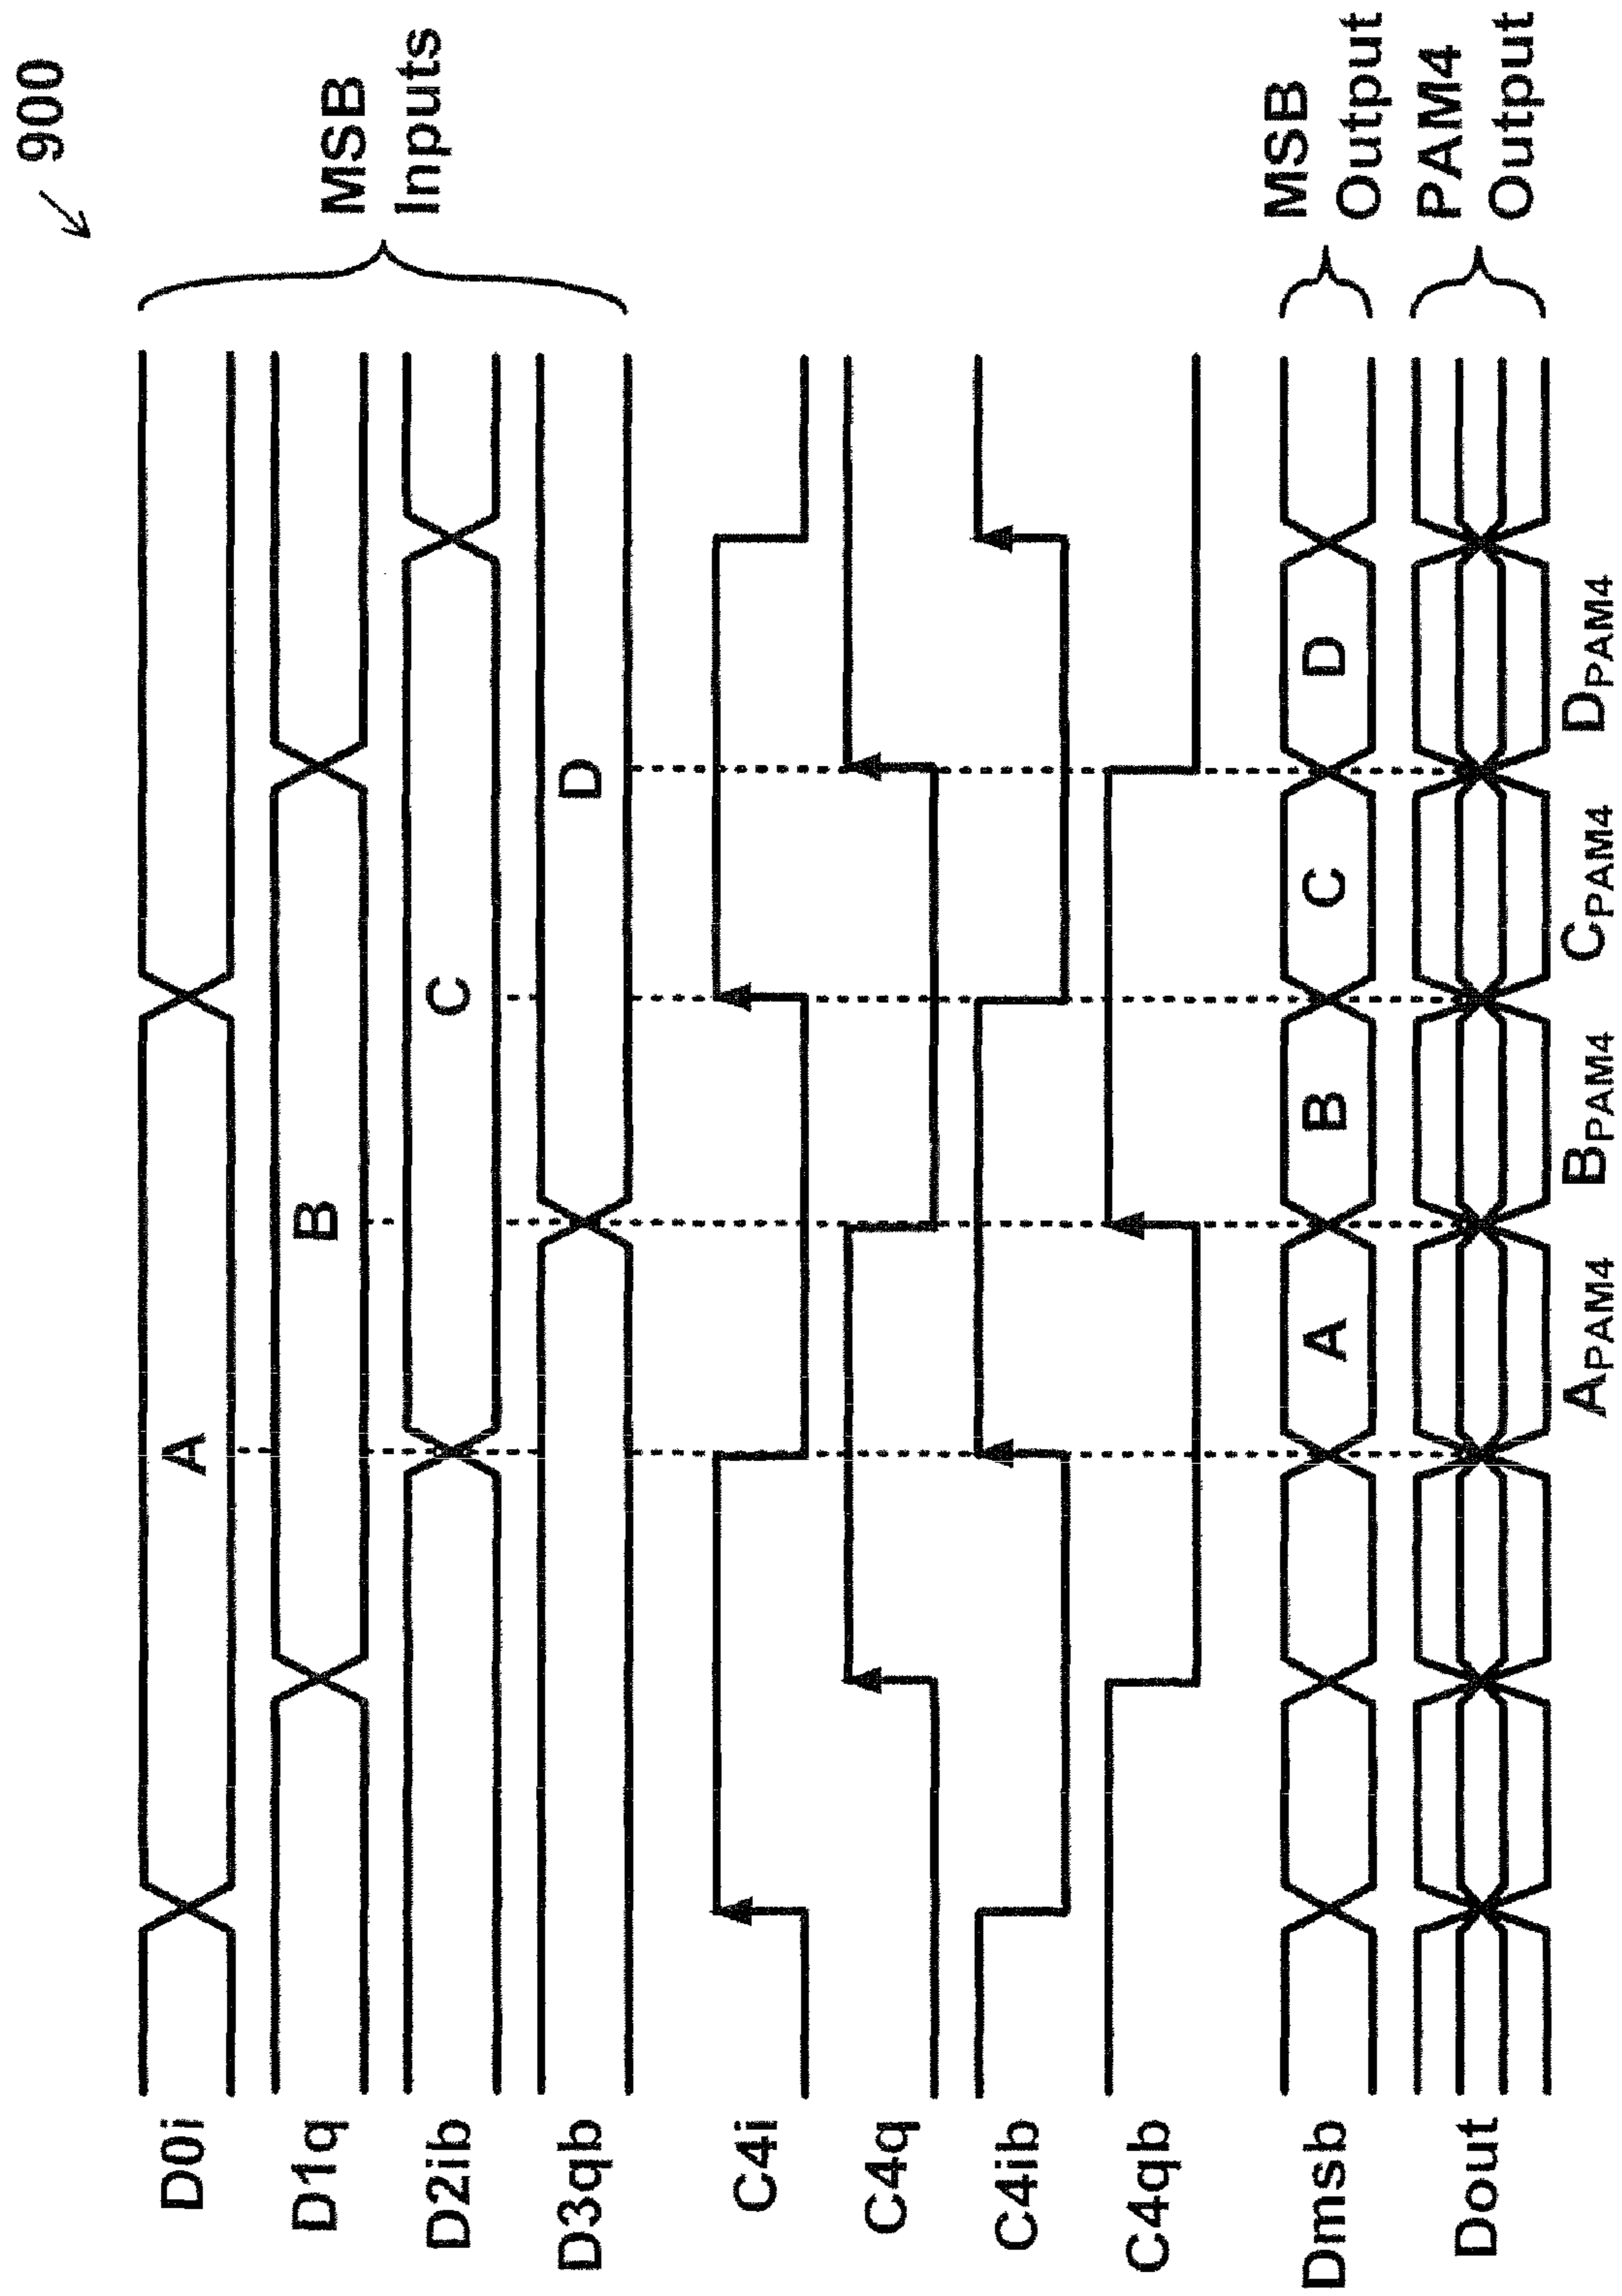 900
D0i
A
MSB
Inputs
D1q
B
D2ib
C
D3qb
D
C4i
C4q
C4ib
C4qb
Dmsb
A
B
C
D
MSB
Output
Dout
PAM4
Output
APAM4
BPAM4
CPAM4
DPAM4